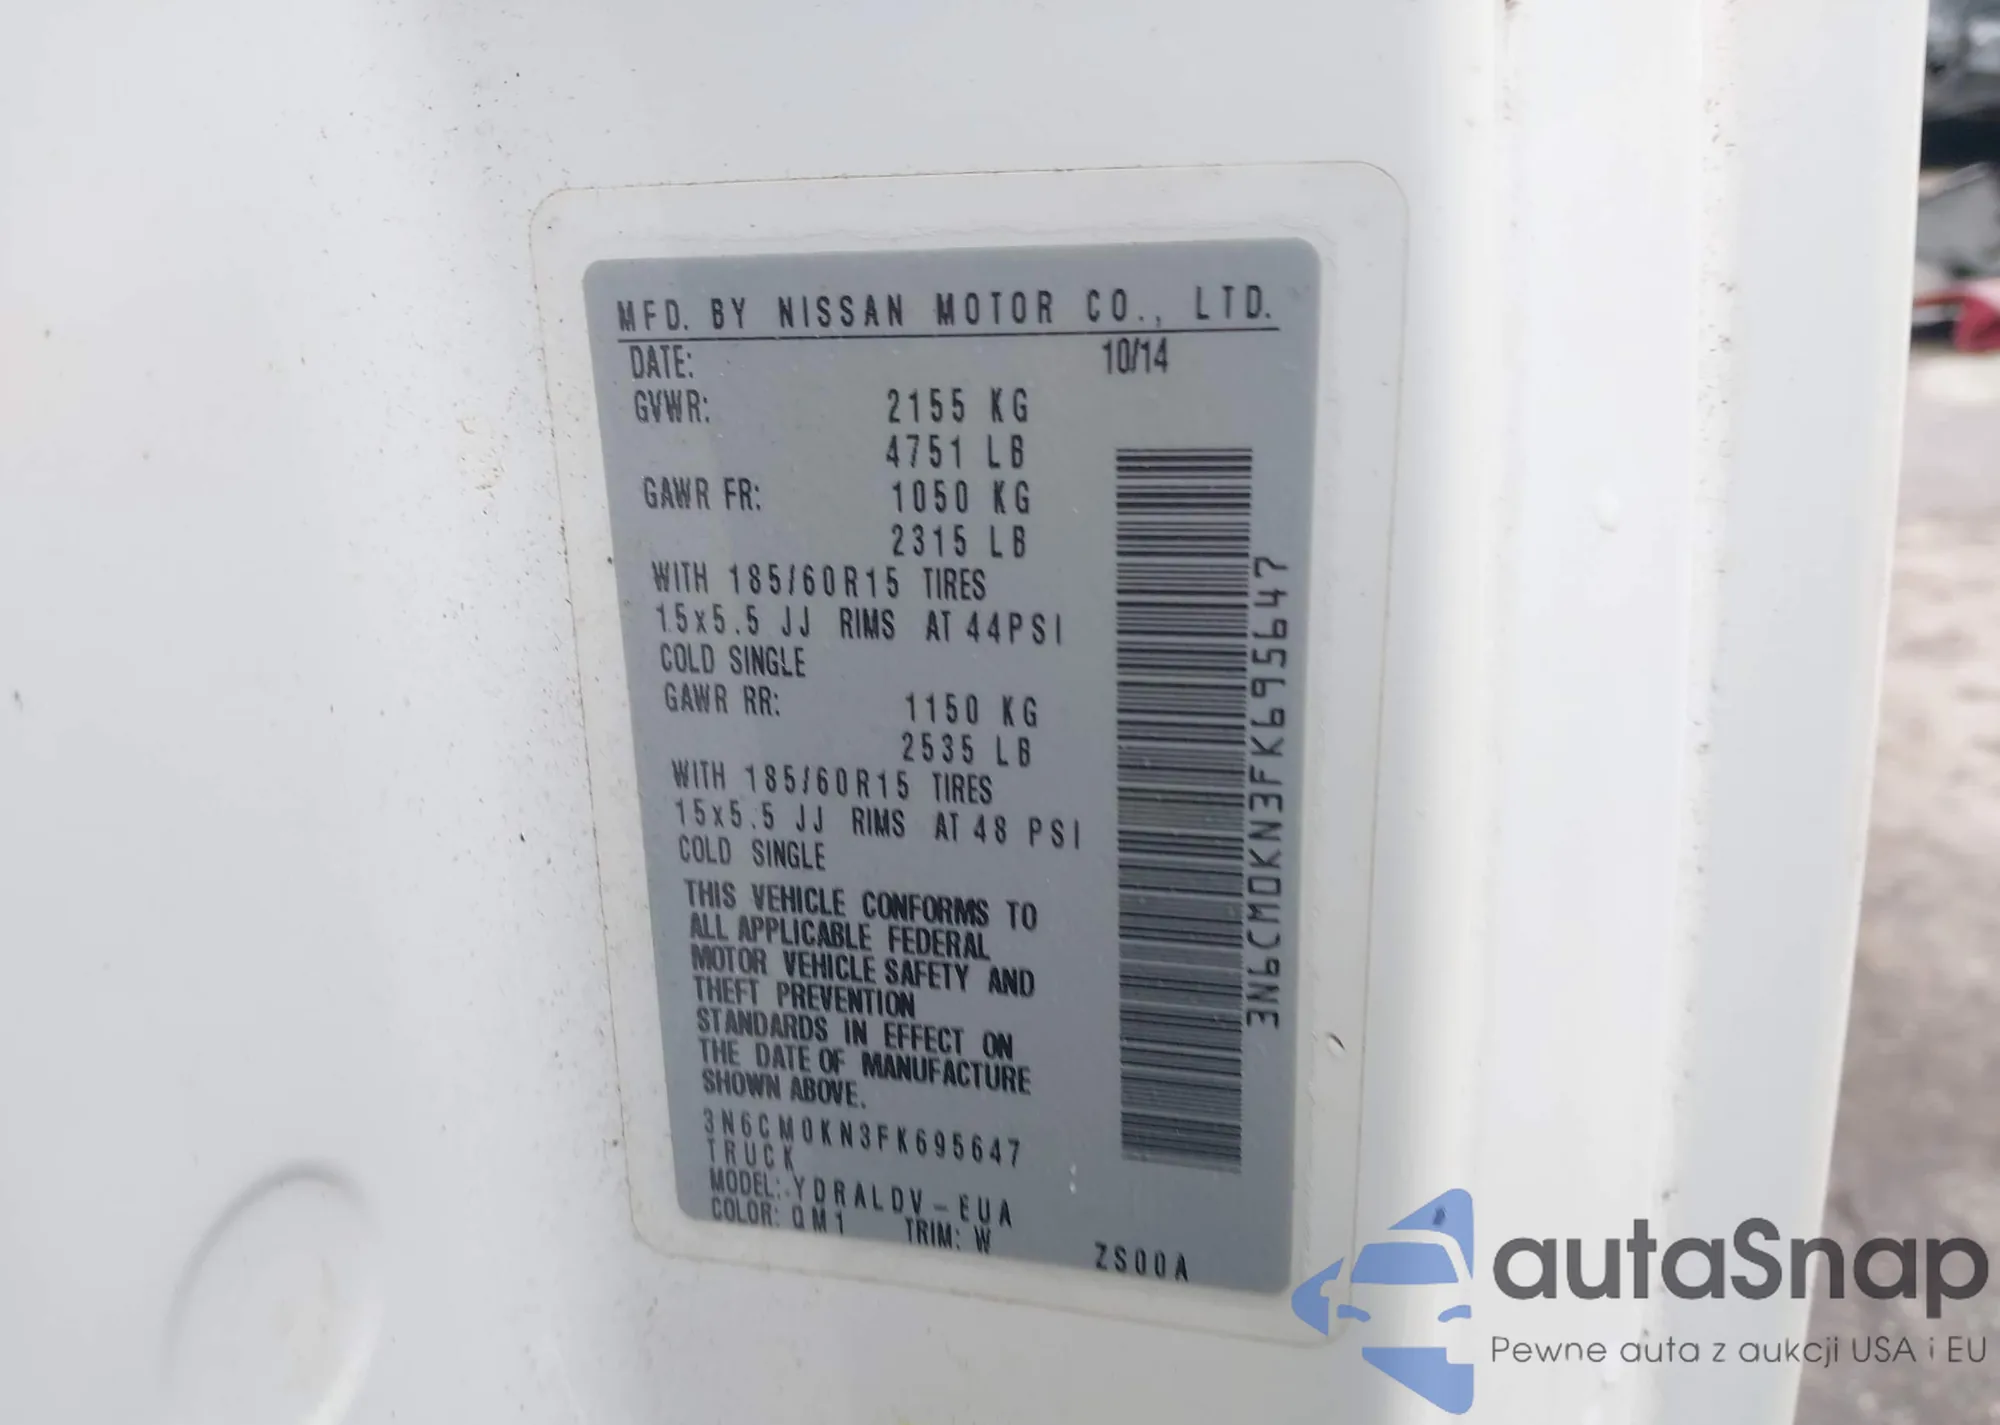 MFD. BY NISSAN MOTOR CO., LTD.
DATE: 10/14
GVWR: 2155 KG
4751 LB
GAWR FR: 1050 KG
2315 LB
WITH 185/60R15 TIRES
15x5.5 JJ RIMS AT 44PSI
COLD SINGLE
GAWR RR: 1150 KG
2535 LB
WITH 185/60R15 TIRES
15x5.5 JJ RIMS AT 48 PSI
COLD SINGLE
THIS VEHICLE CONFORMS TO
ALL APPLICABLE FEDERAL
MOTOR VEHICLE SAFETY AND
THEFT PREVENTION
STANDARDS IN EFFECT ON
THE DATE OF MANUFACTURE
SHOWN ABOVE.
3N6CM0KN3FK695647
TRUCK
MODEL: YDRALDV-EUA
COLOR: QM1 TRIM: W ZS00A
3N6CM0KN3FK695647
autaSnap
Pewne auta z aukcji USA i EU